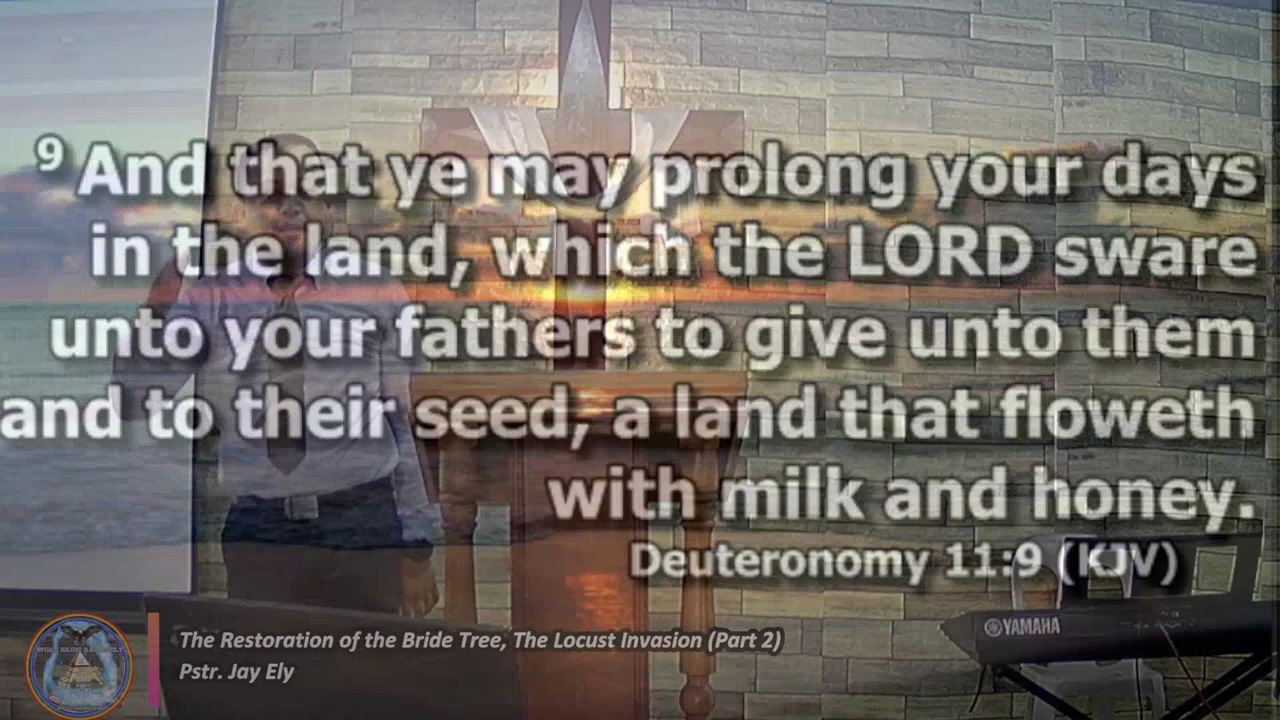 9 And that ye may prolong your days
in the land, which the LORD sware
unto your fathers to give unto them
and to their seed, a land that floweth
with milk and honey.
Deuteronomy 11:9 (KJV)
YAMAHA
The Restoration of the Bride Tree, The Locust Invasion (Part 2)
Pstr. Jay Ely